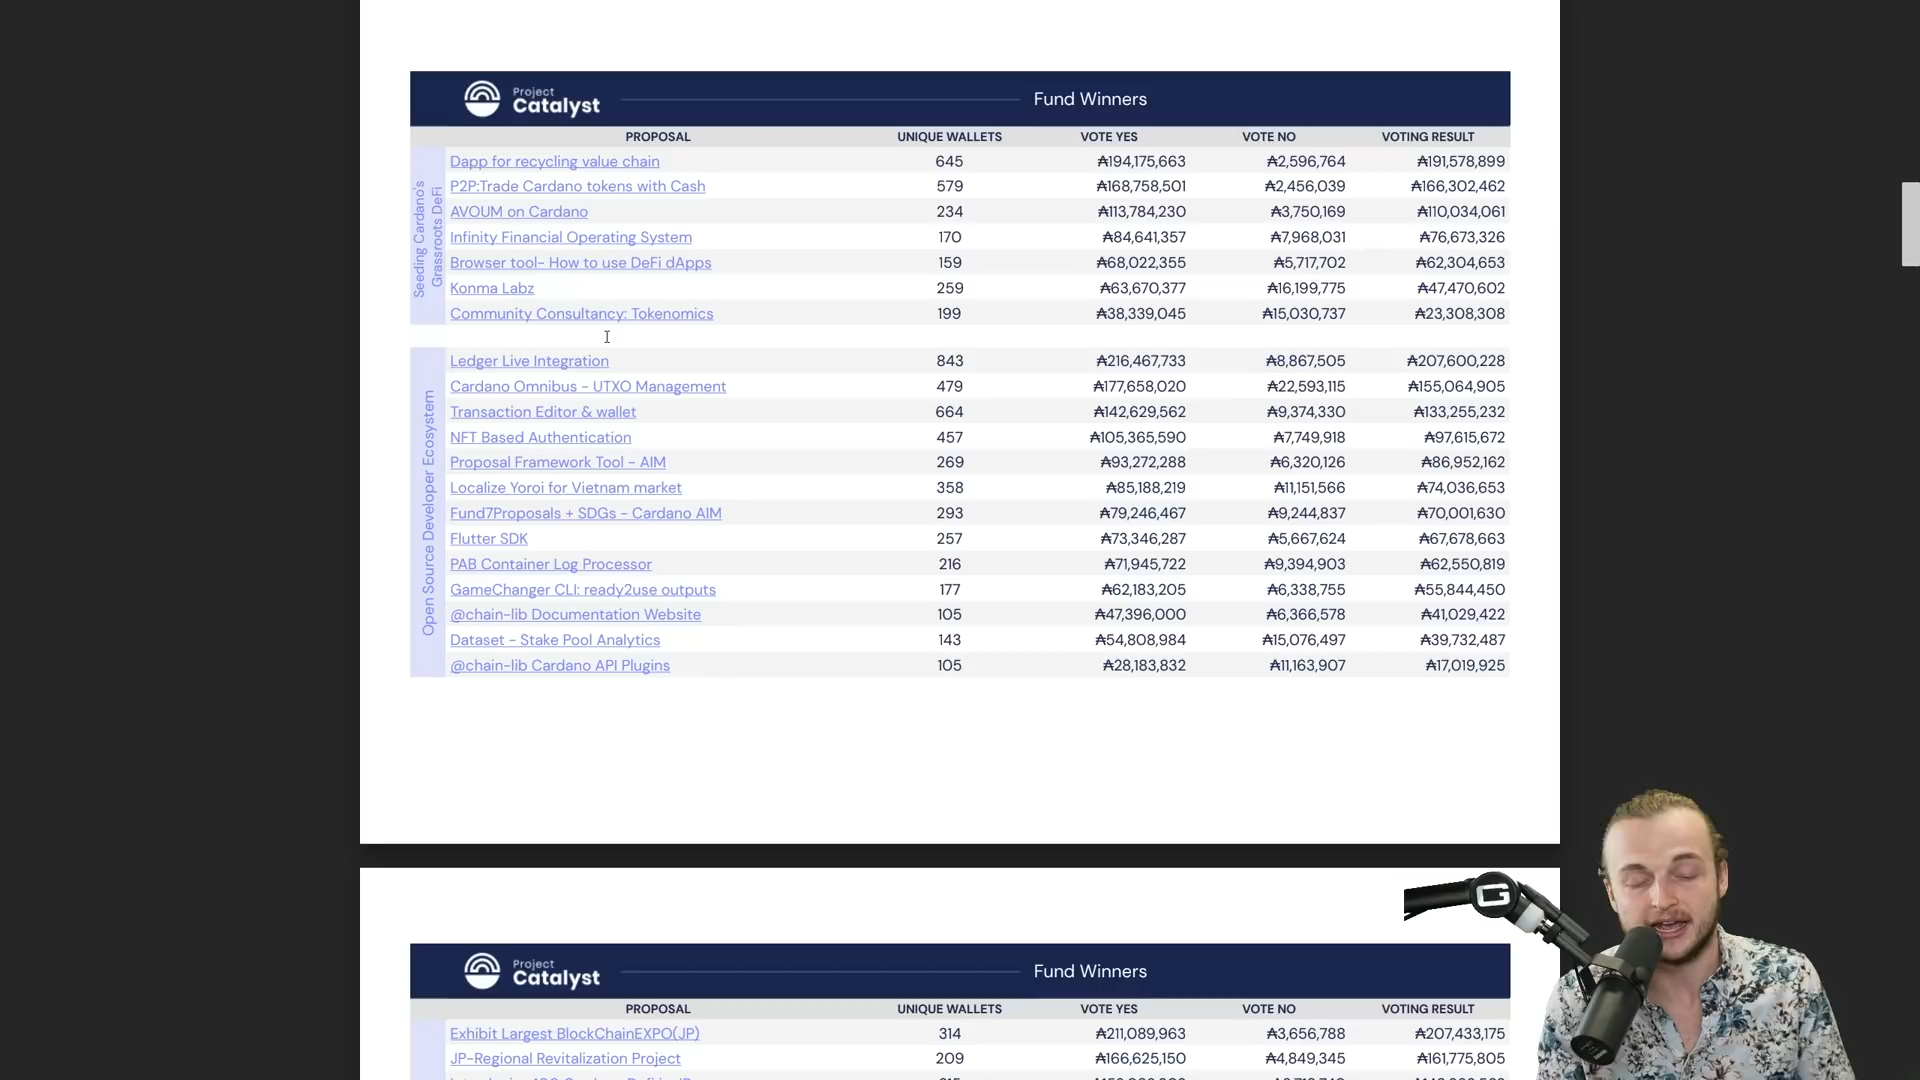 Project
Catalyst
Fund Winners
PROPOSAL UNIQUE WALLETS VOTE YES VOTE NO VOTING RESULT
Seeding Cardano's
Grassroots DeFi
Dapp for recycling value chain 645 ₳194,175,663 ₳2,596,764 ₳191,578,899
P2P:Trade Cardano tokens with Cash 579 ₳168,758,501 ₳2,456,039 ₳166,302,462
AVOUM on Cardano 234 ₳113,784,230 ₳3,750,169 ₳110,034,061
Infinity Financial Operating System 170 ₳84,641,357 ₳7,968,031 ₳76,673,326
Browser tool- How to use DeFi dApps 159 ₳68,022,355 ₳5,717,702 ₳62,304,653
Konma Labz 259 ₳63,670,377 ₳16,199,775 ₳47,470,602
Community Consultancy: Tokenomics 199 ₳38,339,045 ₳15,030,737 ₳23,308,308
Open Source Developer Ecosystem
Ledger Live Integration 843 ₳216,467,733 ₳8,867,505 ₳207,600,228
Cardano Omnibus - UTXO Management 479 ₳177,658,020 ₳22,593,115 ₳155,064,905
Transaction Editor & wallet 664 ₳142,629,562 ₳9,374,330 ₳133,255,232
NFT Based Authentication 457 ₳105,365,590 ₳7,749,918 ₳97,615,672
Proposal Framework Tool - AIM 269 ₳93,272,288 ₳6,320,126 ₳86,952,162
Localize Yoroi for Vietnam market 358 ₳85,188,219 ₳11,151,566 ₳74,036,653
Fund7Proposals + SDGs - Cardano AIM 293 ₳79,246,467 ₳9,244,837 ₳70,001,630
Flutter SDK 257 ₳73,346,287 ₳5,667,624 ₳67,678,663
PAB Container Log Processor 216 ₳71,945,722 ₳9,394,903 ₳62,550,819
GameChanger CLI: ready2use outputs 177 ₳62,183,205 ₳6,338,755 ₳55,844,450
@chain-lib Documentation Website 105 ₳47,396,000 ₳6,366,578 ₳41,029,422
Dataset - Stake Pool Analytics 143 ₳54,808,984 ₳15,076,497 ₳39,732,487
@chain-lib Cardano API Plugins 105 ₳28,183,832 ₳11,163,907 ₳17,019,925
Project
Catalyst
Fund Winners
PROPOSAL UNIQUE WALLETS VOTE YES VOTE NO VOTING RESULT
Exhibit Largest BlockChainEXPO(JP) 314 ₳211,089,963 ₳3,656,788 ₳207,433,175
JP-Regional Revitalization Project 209 ₳166,625,150 ₳4,849,345 ₳161,775,805
G